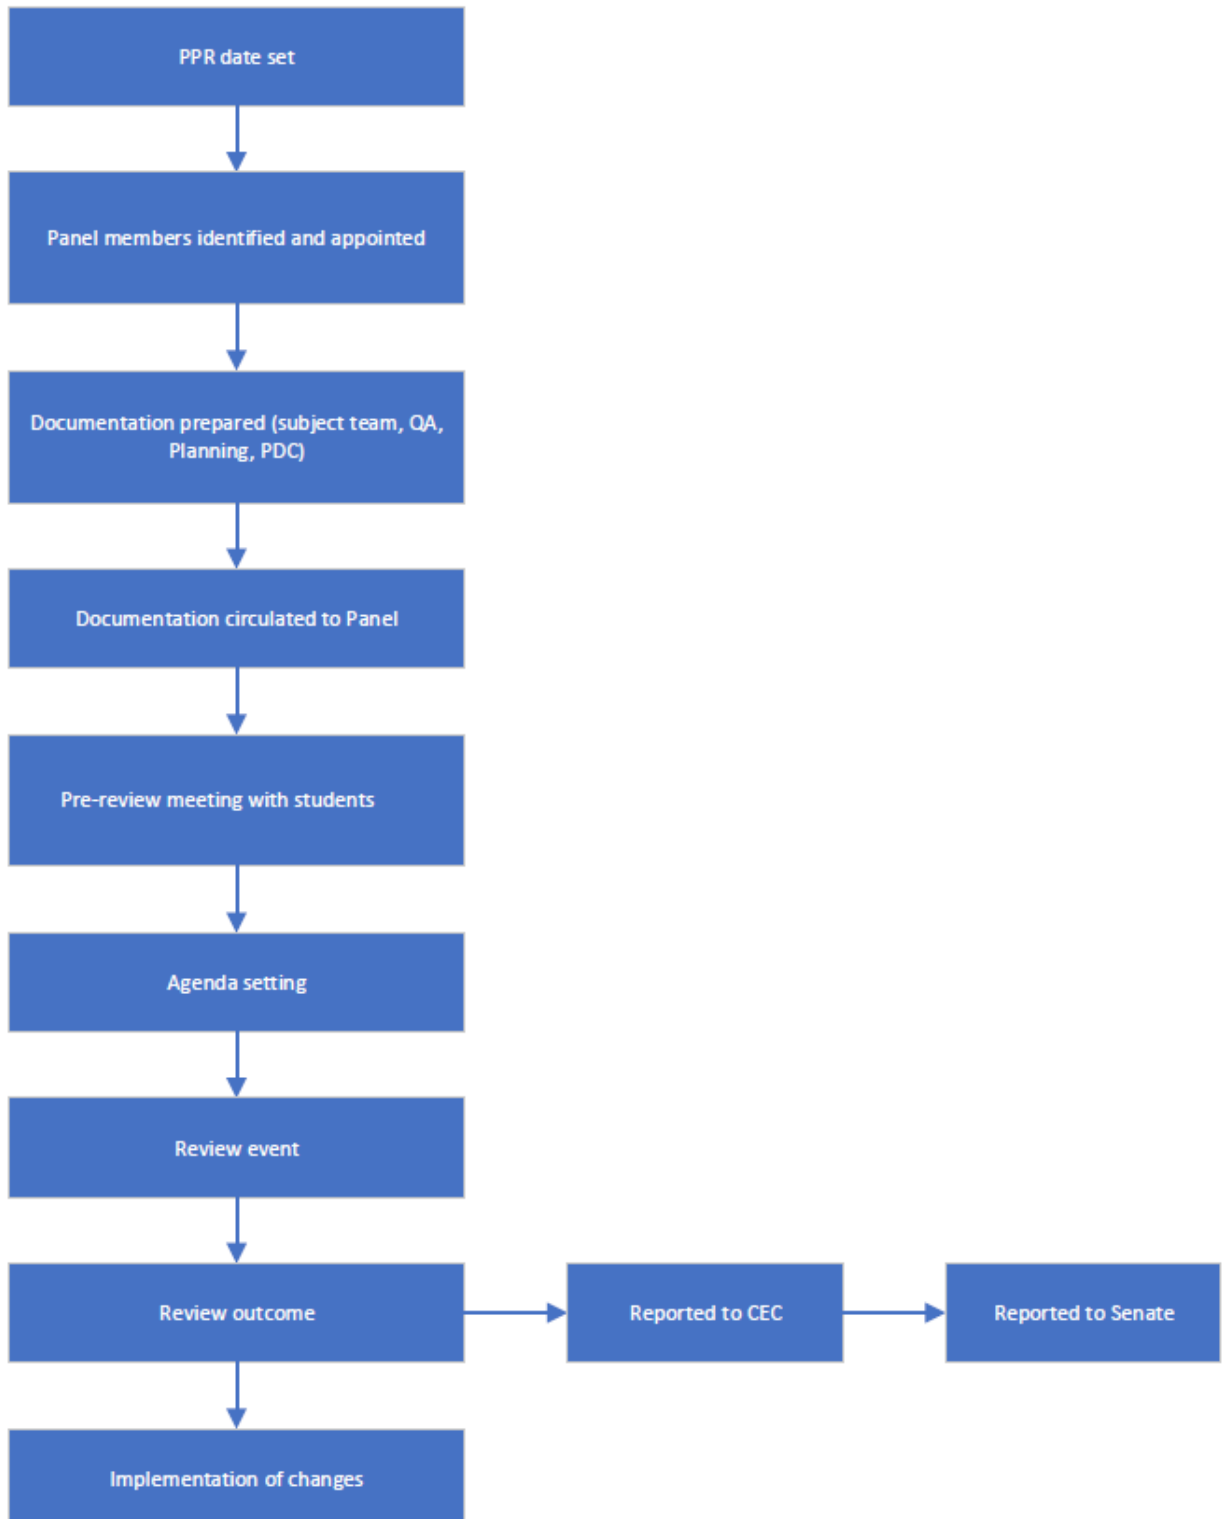 PPR date set
Panel members identified and appointed
Documentation prepared (subject team, QA,
Planning, PDC)
Documentation circulated to Panel
Pre-review meeting with students
Agenda setting
Review event
Review outcome
Reported to CEC
Reported to Senate
Implementation of changes